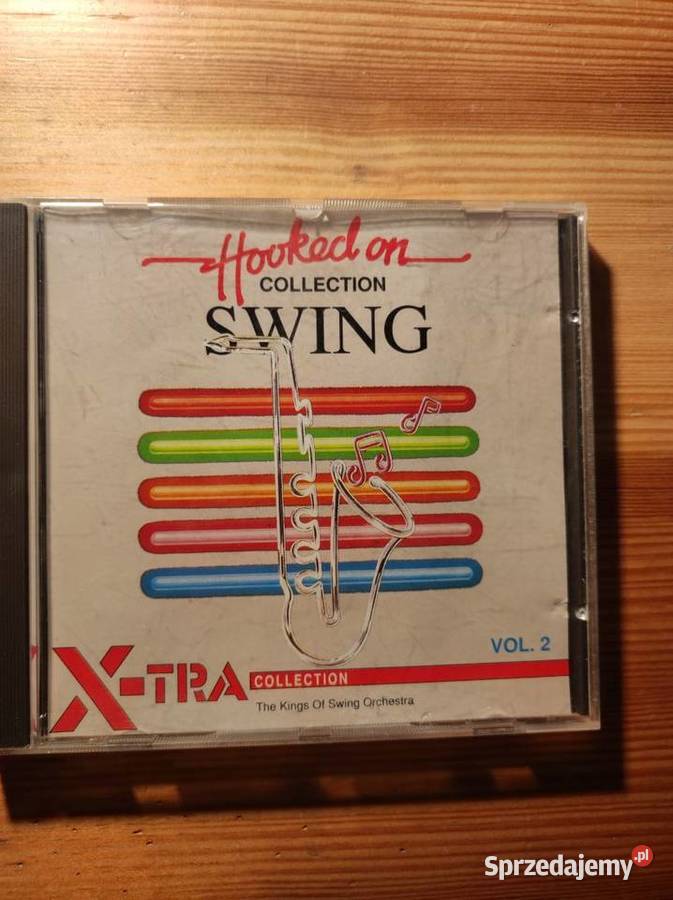 Hooked on
COLLECTION
SWING
VOL. 2
X-TRA COLLECTION
The Kings Of Swing Orchestra
Sprzedajemy.pl